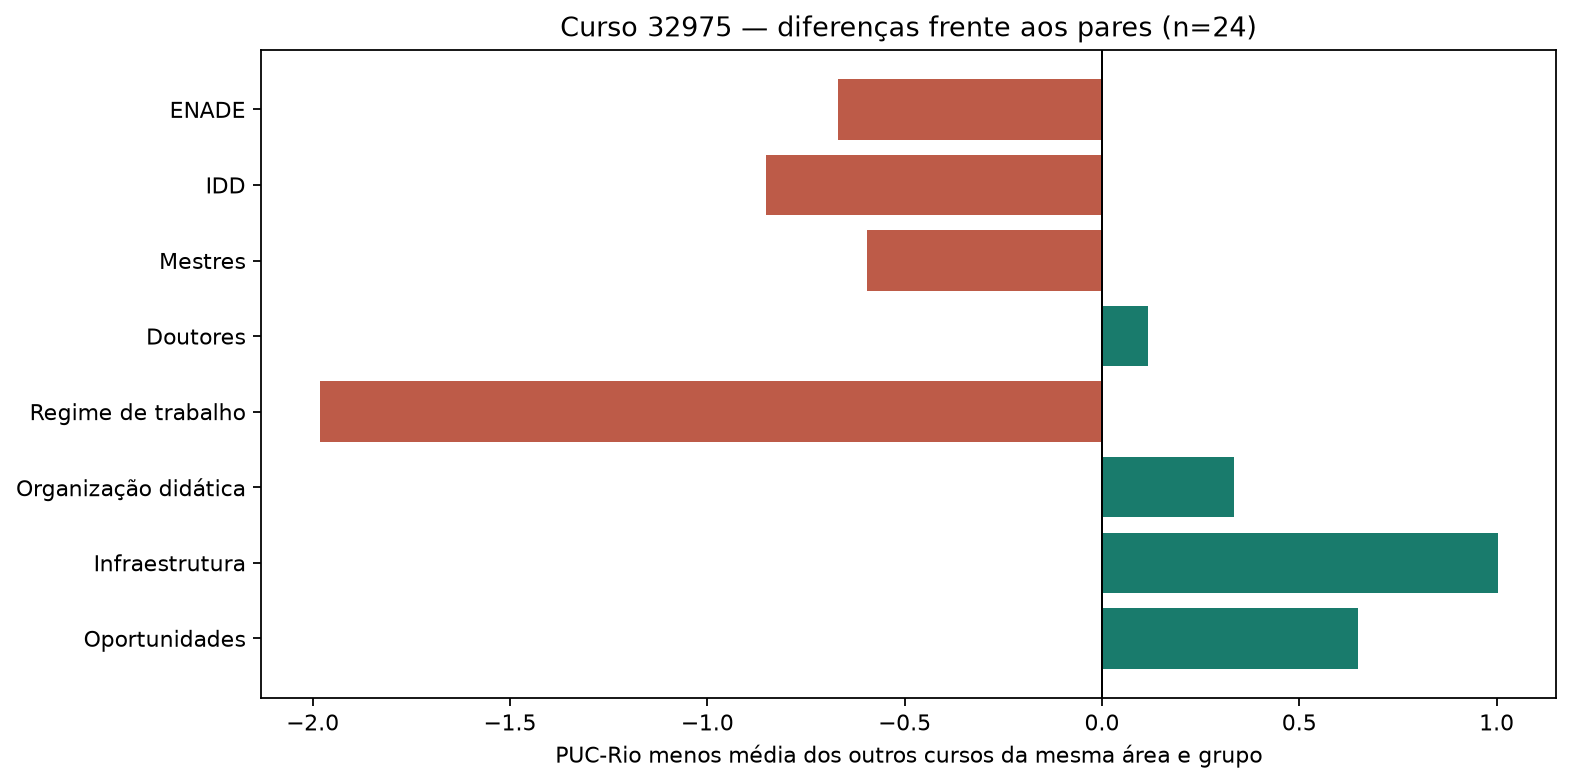 Curso 32975 — diferenças frente aos pares (n=24)
ENADE
IDD
Mestres
Doutores
Regime de trabalho
Organização didática
Infraestrutura
Oportunidades
−2.0 −1.5 −1.0 −0.5 0.0 0.5 1.0
PUC-Rio menos média dos outros cursos da mesma área e grupo